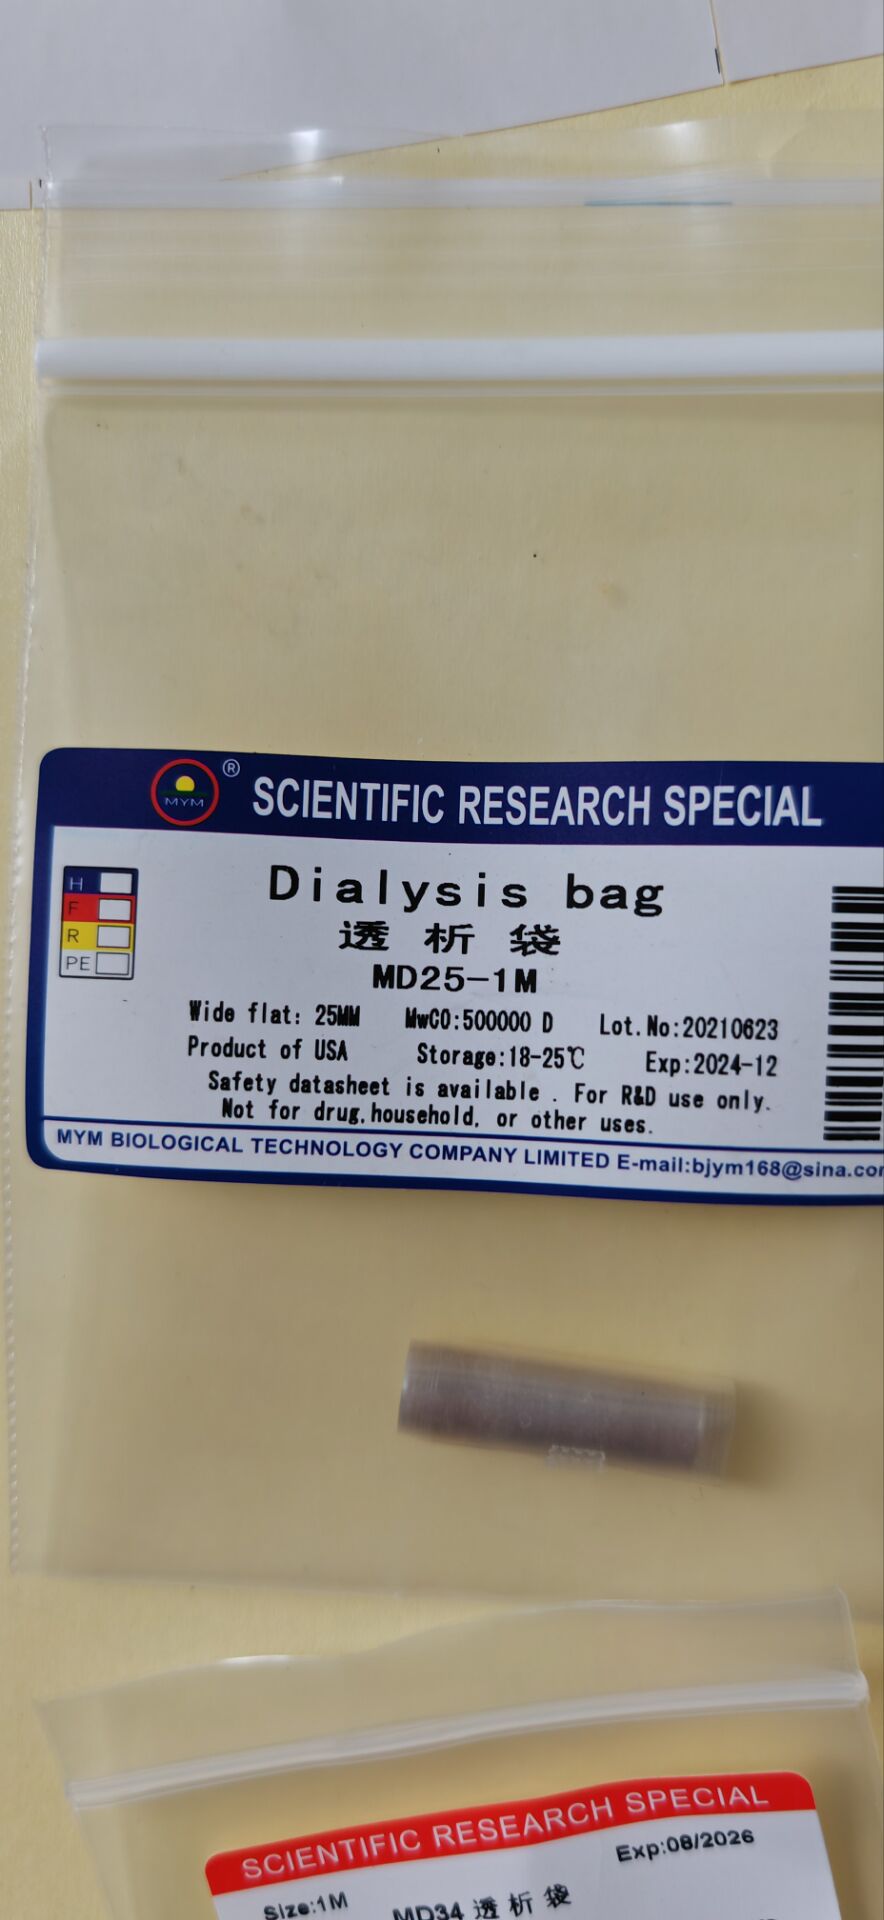 MYM ® SCIENTIFIC RESEARCH SPECIAL
H
F
R
PE
Dialysis bag
透 析 袋
MD25-1M
Wide flat: 25MM MwCO:500000 D Lot.No:20210623
Product of USA Storage:18-25℃ Exp:2024-12
Safety datasheet is available . For R&D use only.
Not for drug,household, or other uses.
MYM BIOLOGICAL TECHNOLOGY COMPANY LIMITED E-mail:bjym168@sina.com
SCIENTIFIC RESEARCH SPECIAL
Exp:08/2026
Size:1M
MD34 透 析 袋